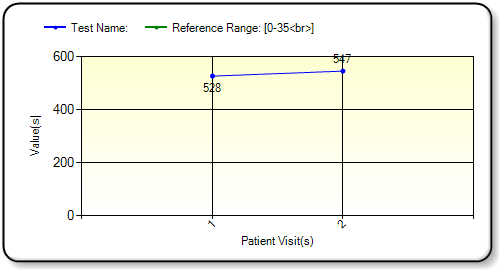 Test Name: Reference Range: [0-35<br>]
600
547
528
400
Value(s)
200
0
1 2
Patient Visit(s)